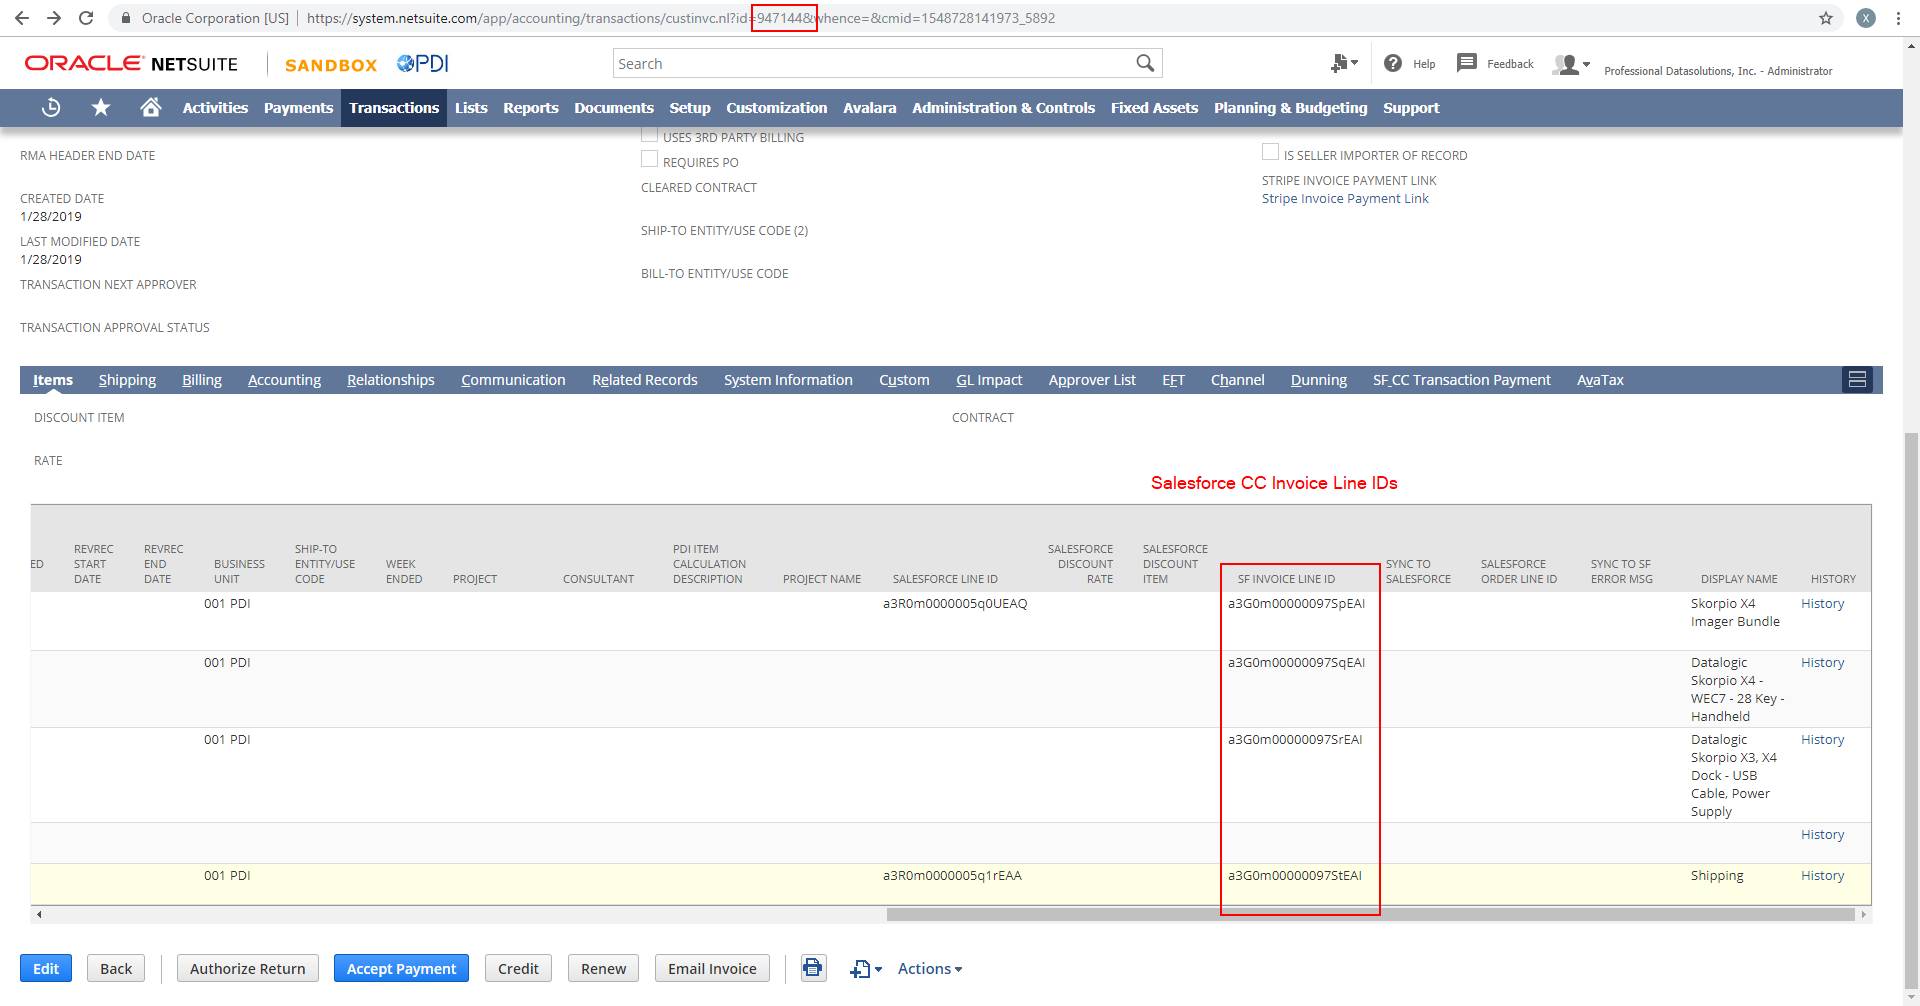 Oracle Corporation [US] | https://system.netsuite.com/app/accounting/transactions/custinvc.nl?id=947144&whence=&cmid=1548728141973_5892
X
ORACLE NETSUITE SANDBOX PDI
Search
Help Feedback Professional Datasolutions, Inc. - Administrator
Activities Payments Transactions Lists Reports Documents Setup Customization Avalara Administration & Controls Fixed Assets Planning & Budgeting Support
RMA HEADER END DATE
CREATED DATE
1/28/2019
LAST MODIFIED DATE
1/28/2019
TRANSACTION NEXT APPROVER
TRANSACTION APPROVAL STATUS
USES 3RD PARTY BILLING
REQUIRES PO
CLEARED CONTRACT
SHIP-TO ENTITY/USE CODE (2)
BILL-TO ENTITY/USE CODE
IS SELLER IMPORTER OF RECORD
STRIPE INVOICE PAYMENT LINK
Stripe Invoice Payment Link
Items Shipping Billing Accounting Relationships Communication Related Records System Information Custom GL Impact Approver List EFT Channel Dunning SF_CC Transaction Payment AvaTax
DISCOUNT ITEM CONTRACT
RATE
Salesforce CC Invoice Line IDs
ED
REVREC
START
DATE
REVREC
END
DATE
BUSINESS
UNIT
SHIP-TO
ENTITY/USE
CODE
WEEK
ENDED
PROJECT
CONSULTANT
PDI ITEM
CALCULATION
DESCRIPTION
PROJECT NAME
SALESFORCE LINE ID
SALESFORCE
DISCOUNT
RATE
SALESFORCE
DISCOUNT
ITEM
SF INVOICE LINE ID
SYNC TO
SALESFORCE
SALESFORCE
ORDER LINE ID
SYNC TO SF
ERROR MSG
DISPLAY NAME
HISTORY
001 PDI a3R0m0000005q0UEAQ a3G0m00000097SpEAI Skorpio X4 History
Imager Bundle
001 PDI a3G0m00000097SqEAI Datalogic History
Skorpio X4 -
WEC7 - 28 Key -
Handheld
001 PDI a3G0m00000097SrEAI Datalogic History
Skorpio X3, X4
Dock - USB
Cable, Power
Supply
History
001 PDI a3R0m0000005q1rEAA a3G0m00000097StEAI Shipping History
Edit Back Authorize Return Accept Payment Credit Renew Email Invoice Actions